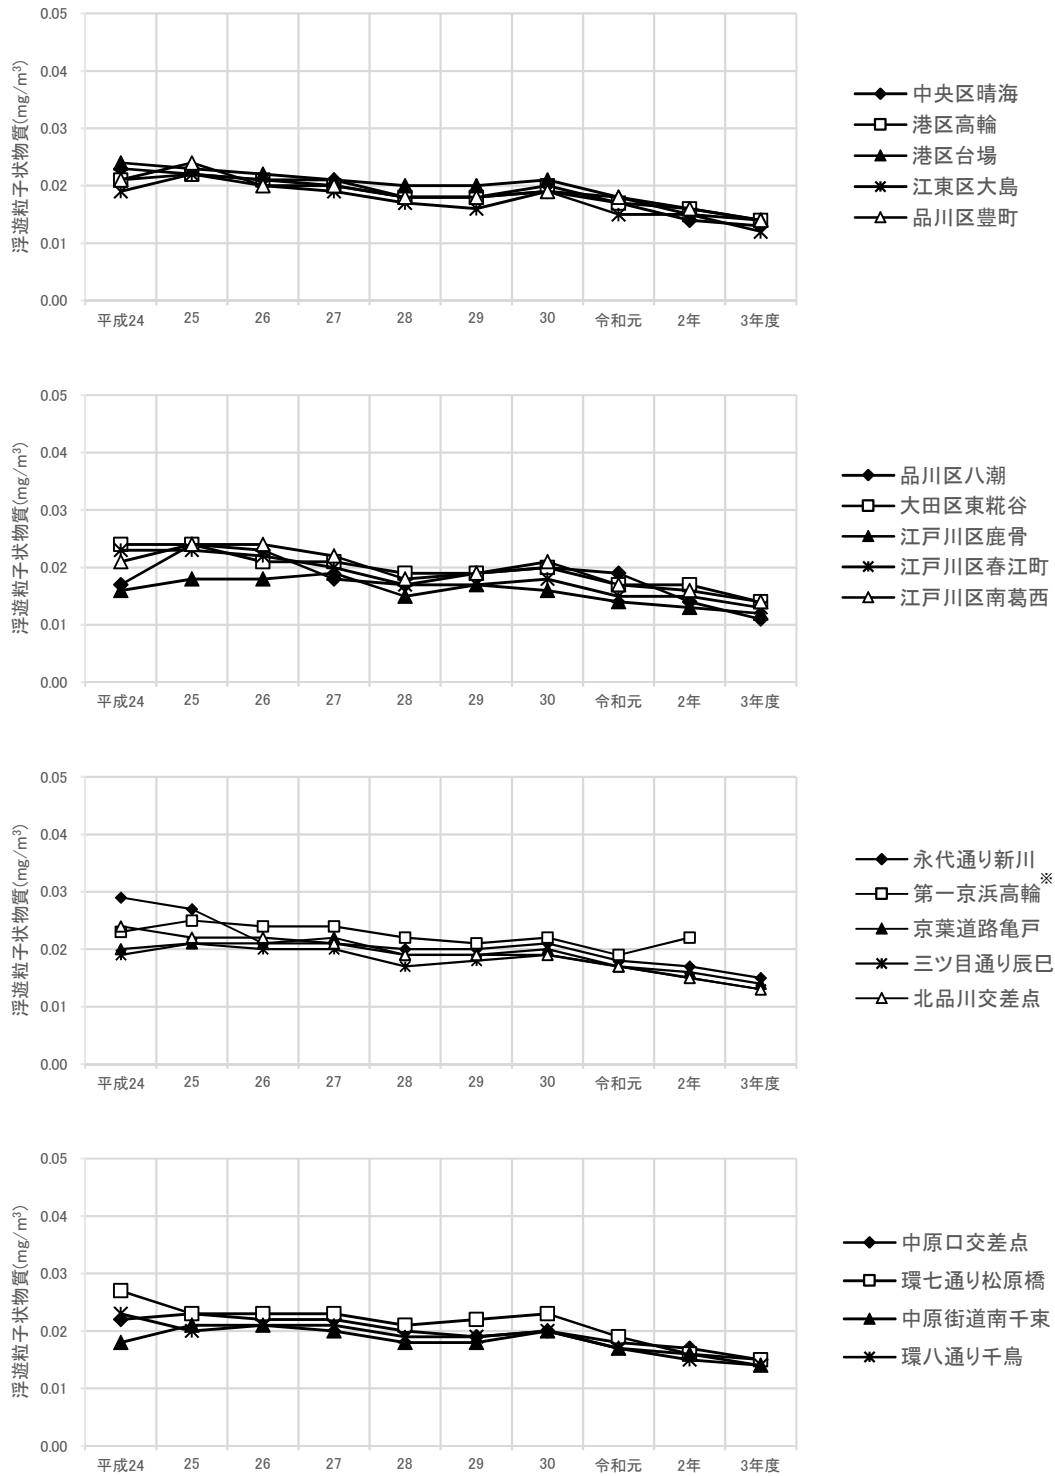 浮遊粒子状物質(mg/m³)
0.05
0.04
0.03
0.02
0.01
0.00
平成24 25 26 27 28 29 30 令和元 2年 3年度
中央区晴海
港区高輪
港区台場
江東区大島
品川区豊町
浮遊粒子状物質(mg/m³)
0.05
0.04
0.03
0.02
0.01
0.00
平成24 25 26 27 28 29 30 令和元 2年 3年度
品川区八潮
大田区東糀谷
江戸川区鹿骨
江戸川区春江町
江戸川区南葛西
浮遊粒子状物質(mg/m³)
0.05
0.04
0.03
0.02
0.01
0.00
平成24 25 26 27 28 29 30 令和元 2年 3年度
永代通り新川
第一京浜高輪※
京葉道路亀戸
三ツ目通り辰巳
北品川交差点
浮遊粒子状物質(mg/m³)
0.05
0.04
0.03
0.02
0.01
0.00
平成24 25 26 27 28 29 30 令和元 2年 3年度
中原口交差点
環七通り松原橋
中原街道南千束
環八通り千鳥